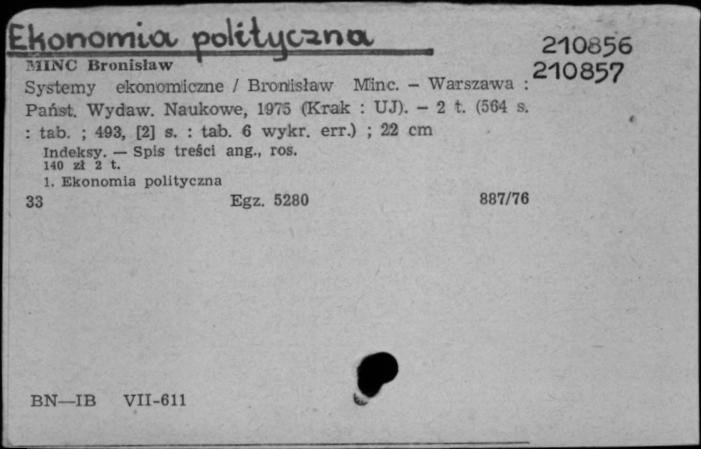 Ekonomia polityczna
210856
210857
MINC Bronisław
Systemy ekonomiczne / Bronisław Minc. — Warszawa :
Państ. Wydaw. Naukowe, 1975 (Krak : UJ). — 2 t. (564 s.
: tab. ; 493, [2] s. : tab. 6 wykr. err.) ; 22 cm
Indeksy. — Spis treści ang., ros.
140 zł 2 t.
1. Ekonomia polityczna
33 Egz. 5280 887/76
BN—IB VII-611